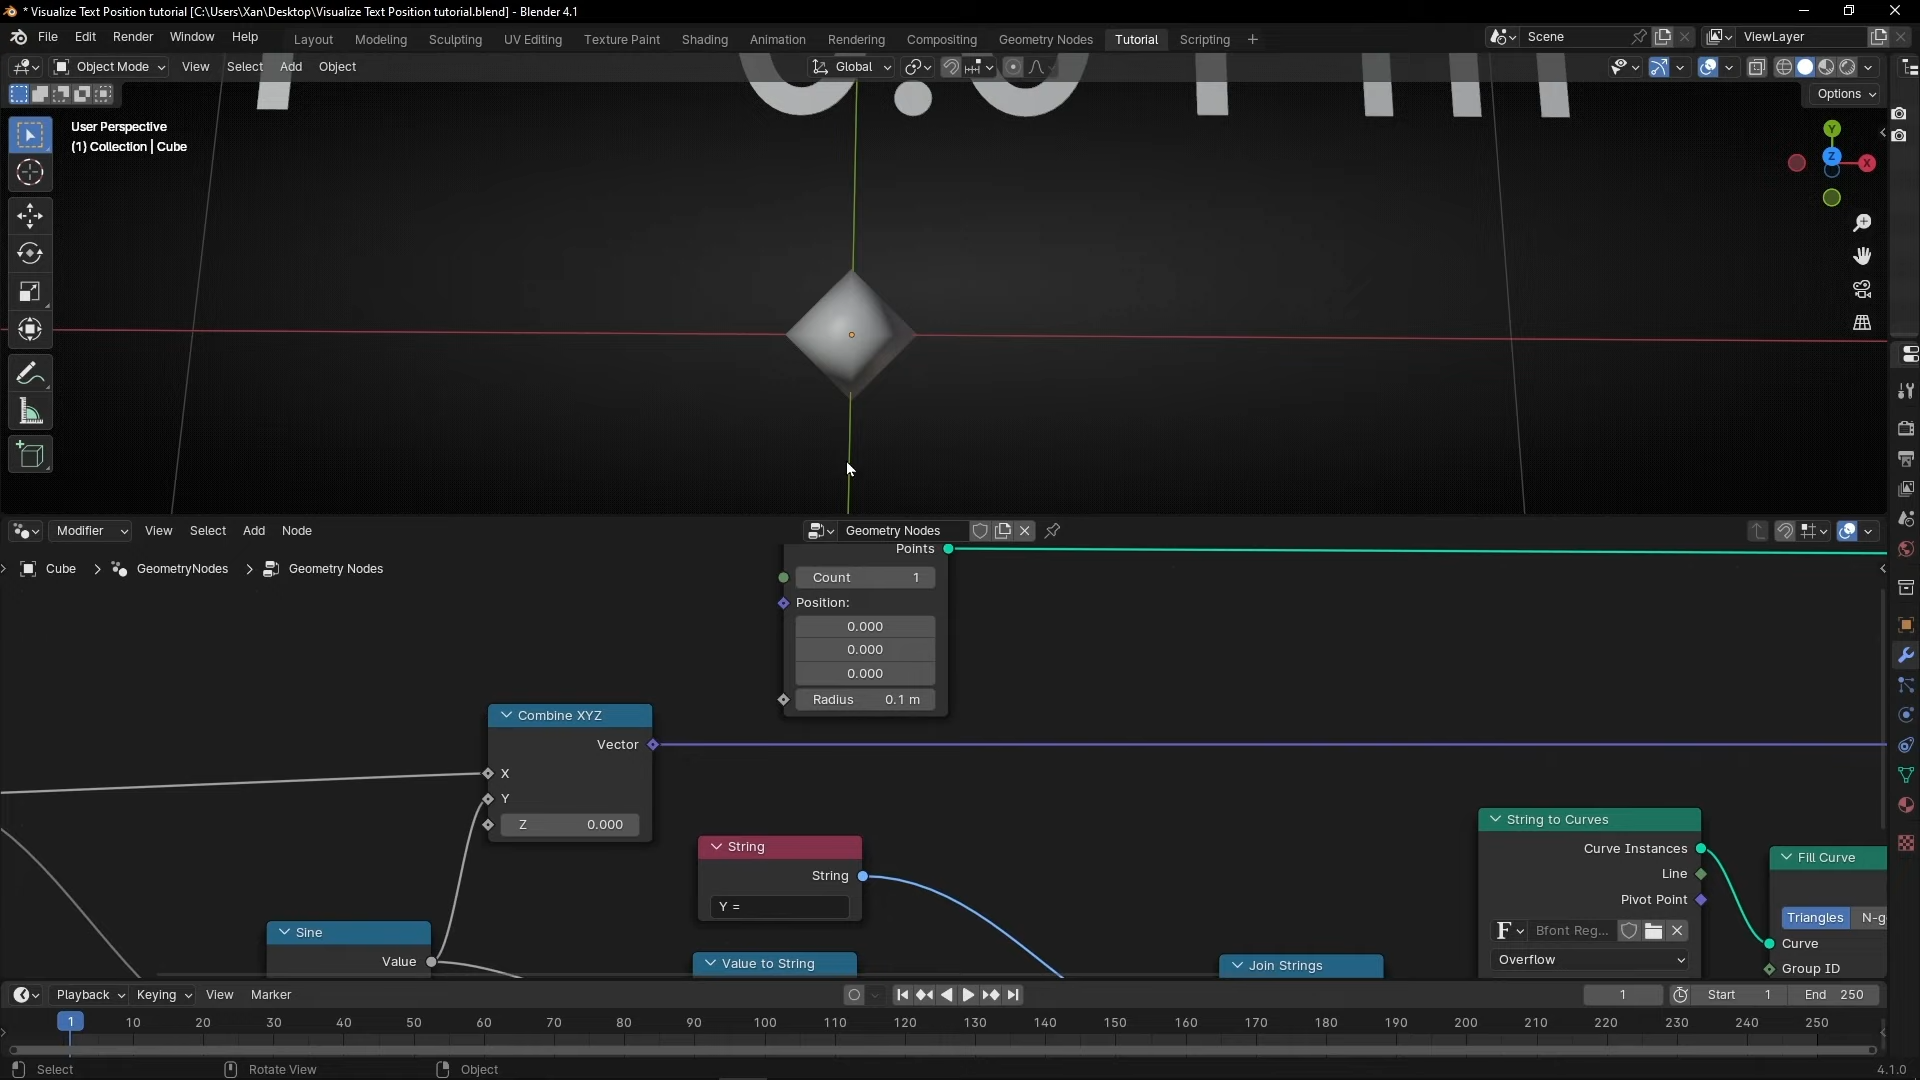 * Visualize Text Position tutorial [C:\Users\Xan\Desktop\Visualize Text Position tutorial.blend] - Blender 4.1
File Edit Render Window Help Layout Modeling Sculpting UV Editing Texture Paint Shading Animation Rendering Compositing Geometry Nodes Tutorial Scripting + Scene ViewLayer
Object Mode View Select Add Object Global
Options
User Perspective
(1) Collection | Cube
Y
Z
X
Modifier View Select Add Node Geometry Nodes
Points
Cube > GeometryNodes > Geometry Nodes
Count 1
Position:
0.000
0.000
0.000
Radius 0.1 m
Combine XYZ
Vector
X
Y
Z 0.000
String
String
Y =
String to Curves
Curve Instances
Line
Pivot Point
F Bfont Reg...
Overflow
Fill Curve
Triangles N-g
Curve
Group ID
Sine
Value
Value to String
Join Strings
Playback Keying View Marker 1 Start 1 End 250
1 10 20 30 40 50 60 70 80 90 100 110 120 130 140 150 160 170 180 190 200 210 220 230 240 250
Select Rotate View Object 4.1.0